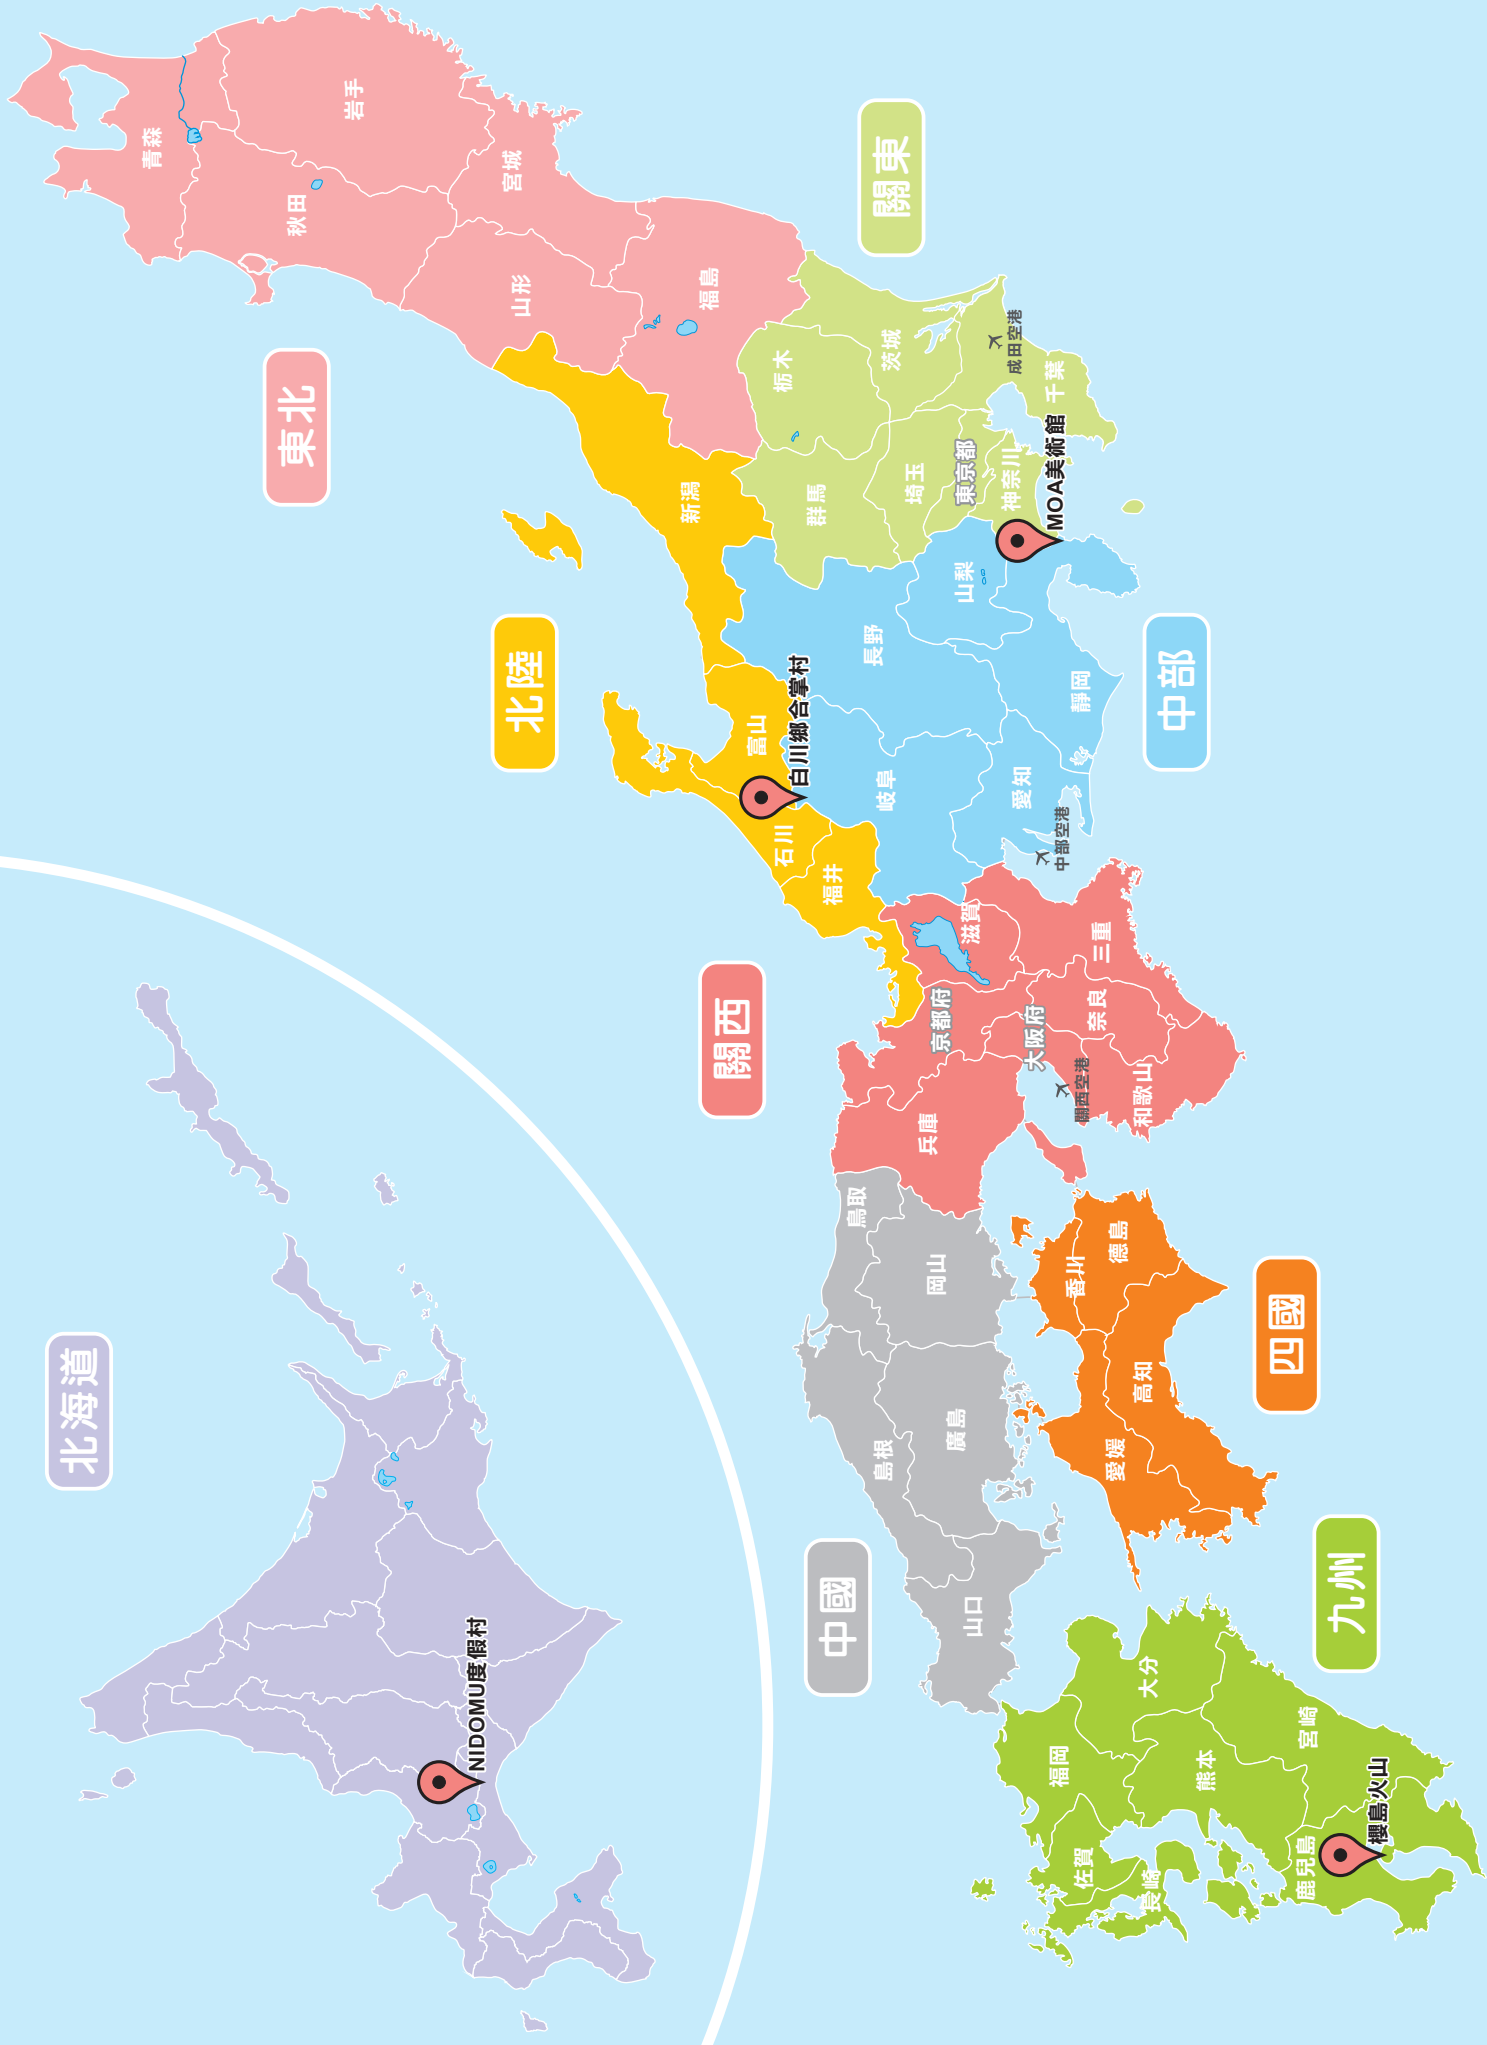 北海道
NIDOMU度假村
東北
青森
岩手
秋田
宮城
山形
福島
關東
栃木
茨城
群馬
埼玉
東京都
神奈川
千葉
成田空港
MOA美術館
北陸
新潟
富山
石川
福井
白川鄉合掌村
中部
山梨
長野
靜岡
岐阜
愛知
中部空港
關西
滋賀
三重
京都府
奈良
大阪府
和歌山
兵庫
關西空港
中國
鳥取
岡山
島根
廣島
山口
四國
香川
德島
高知
愛媛
九州
福岡
大分
佐賀
長崎
熊本
宮崎
鹿兒島
櫻島火山